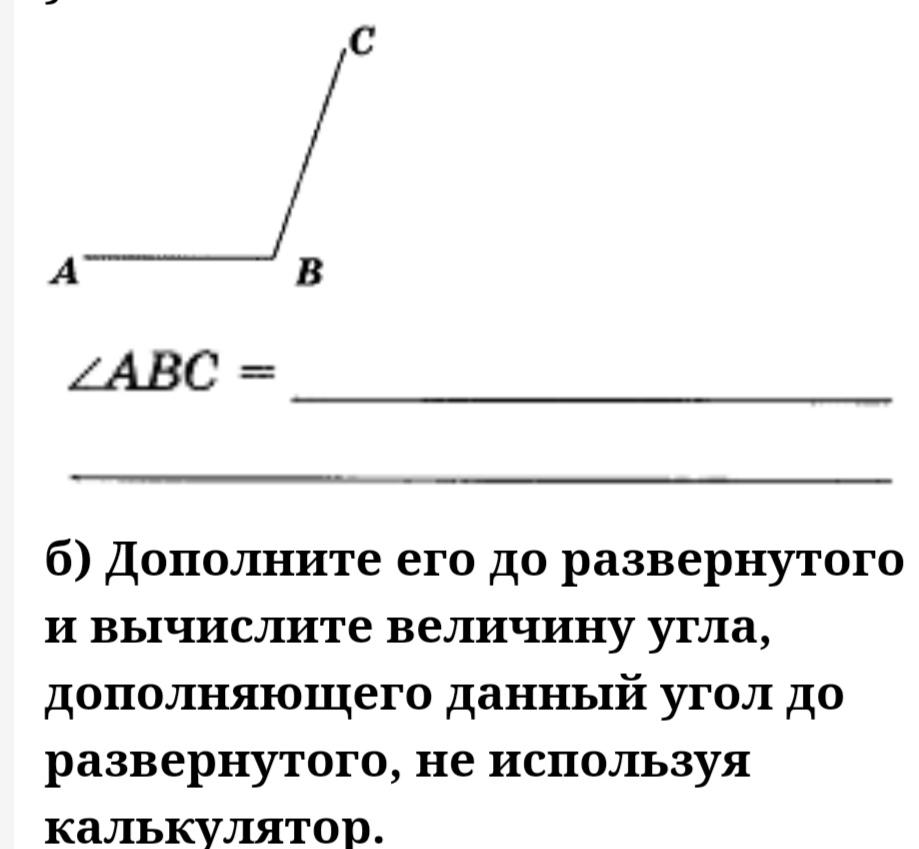 C
A
B
∠ABC =
б) Дополните его до развернутого
и вычислите величину угла,
дополняющего данный угол до
развернутого, не используя
калькулятор.